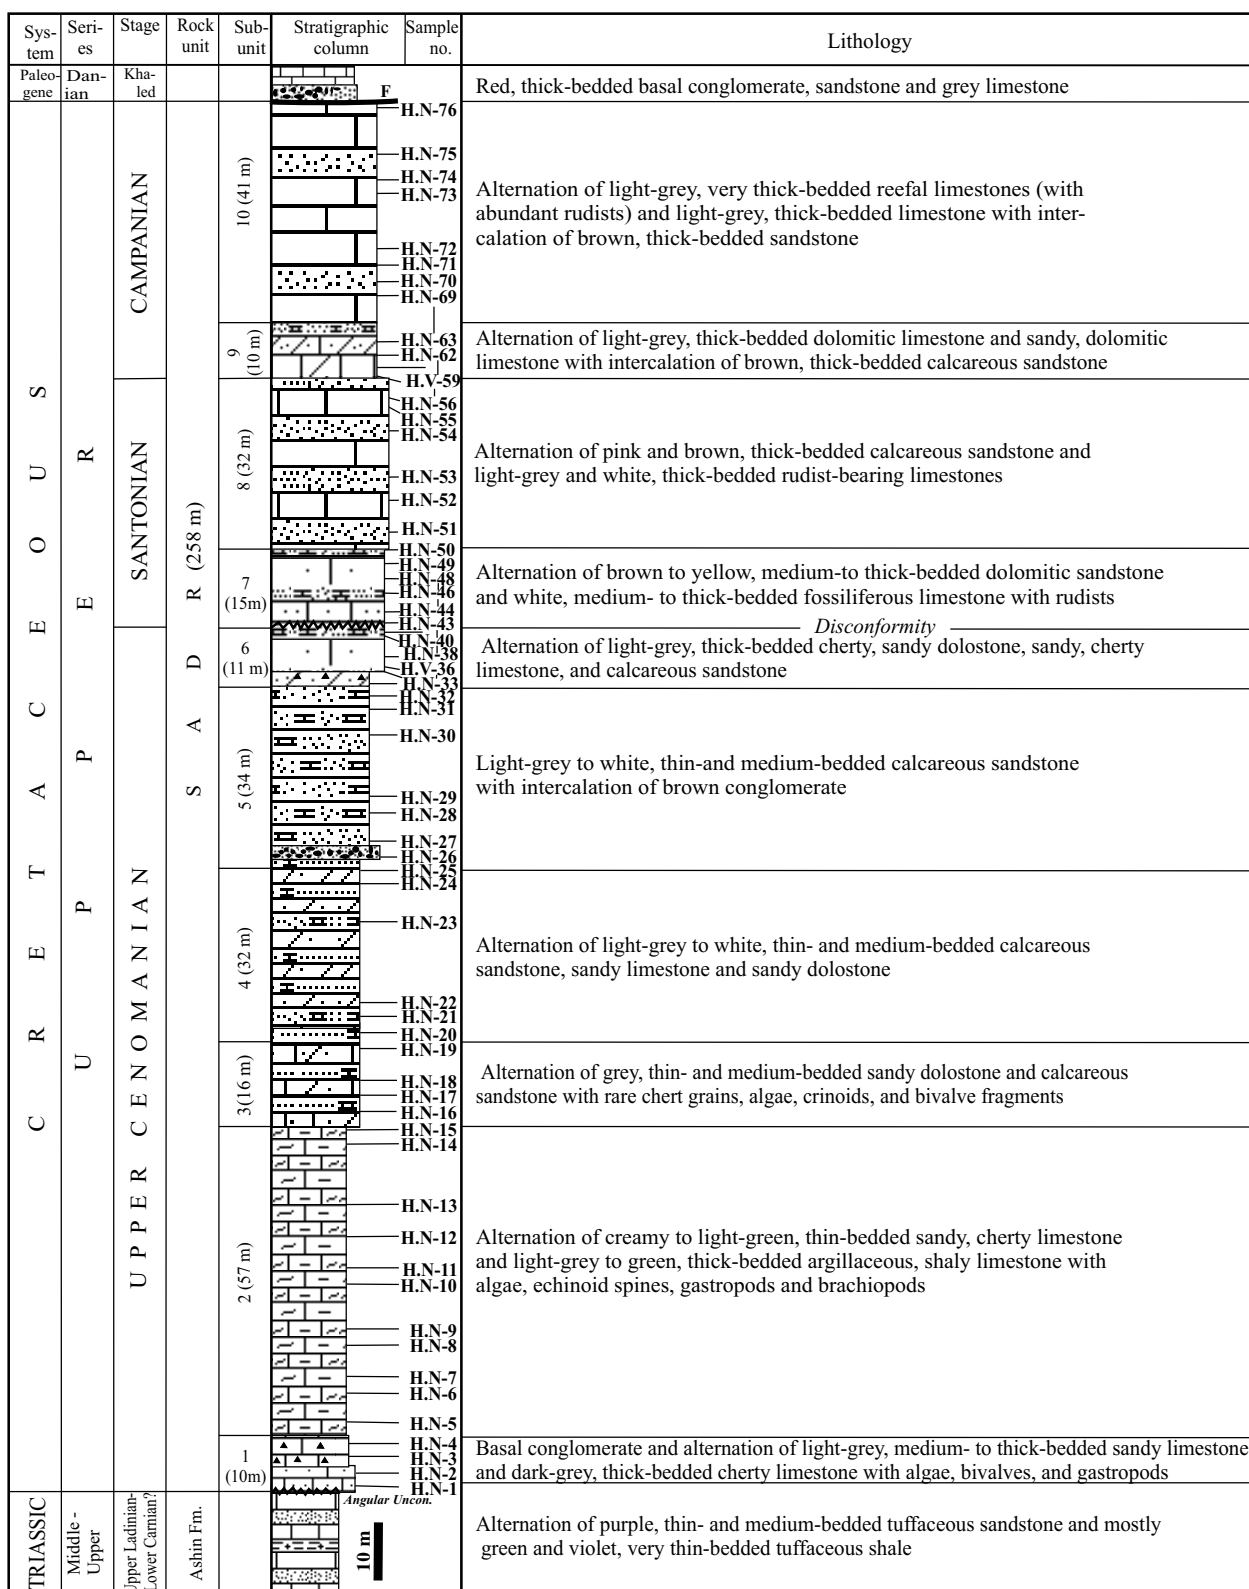 Sys-
tem
Seri-
es
Stage
Rock
unit
Sub-
unit
Stratigraphic
column
Sample
no.
Lithology
Paleo-
gene
Dan-
ian
Kha-
led
F
Red, thick-bedded basal conglomerate, sandstone and grey limestone
CRETACEOUS
UPPER
CAMPANIAN
SANTONIAN
UPPER CENOMANIAN
SADR (258 m)
10 (41 m)
H.N-76
H.N-75
H.N-74
H.N-73
H.N-72
H.N-71
H.N-70
H.N-69
Alternation of light-grey, very thick-bedded reefal limestones (with
abundant rudists) and light-grey, thick-bedded limestone with inter-
calation of brown, thick-bedded sandstone
9
(10 m)
H.N-63
H.N-62
H.V-59
Alternation of light-grey, thick-bedded dolomitic limestone and sandy, dolomitic
limestone with intercalation of brown, thick-bedded calcareous sandstone
8 (32 m)
H.N-56
H.N-55
H.N-54
H.N-53
H.N-52
H.N-51
Alternation of pink and brown, thick-bedded calcareous sandstone and
light-grey and white, thick-bedded rudist-bearing limestones
7
(15m)
H.N-50
H.N-49
H.N-48
H.N-46
H.N-44
H.N-43
Alternation of brown to yellow, medium-to thick-bedded dolomitic sandstone
and white, medium- to thick-bedded fossiliferous limestone with rudists
Disconformity
6
(11 m)
H.N-40
H.N-38
H.V-36
H.N-33
Alternation of light-grey, thick-bedded cherty, sandy dolostone, sandy, cherty
limestone, and calcareous sandstone
5 (34 m)
H.N-32
H.N-31
H.N-30
H.N-29
H.N-28
H.N-27
H.N-26
Light-grey to white, thin-and medium-bedded calcareous sandstone
with intercalation of brown conglomerate
4 (32 m)
H.N-25
H.N-24
H.N-23
H.N-22
H.N-21
H.N-20
Alternation of light-grey to white, thin- and medium-bedded calcareous
sandstone, sandy limestone and sandy dolostone
3(16 m)
H.N-19
H.N-18
H.N-17
H.N-16
Alternation of grey, thin- and medium-bedded sandy dolostone and calcareous
sandstone with rare chert grains, algae, crinoids, and bivalve fragments
2 (57 m)
H.N-15
H.N-14
H.N-13
H.N-12
H.N-11
H.N-10
H.N-9
H.N-8
H.N-7
H.N-6
H.N-5
Alternation of creamy to light-green, thin-bedded sandy, cherty limestone
and light-grey to green, thick-bedded argillaceous, shaly limestone with
algae, echinoid spines, gastropods and brachiopods
1
(10m)
H.N-4
H.N-3
H.N-2
H.N-1
Basal conglomerate and alternation of light-grey, medium- to thick-bedded sandy limestone
and dark-grey, thick-bedded cherty limestone with algae, bivalves, and gastropods
Angular Uncon.
TRIASSIC
Middle -
Upper
Upper Ladinian-
Lower Carnian?
Ashin Fm.
10 m
Alternation of purple, thin- and medium-bedded tuffaceous sandstone and mostly
green and violet, very thin-bedded tuffaceous shale